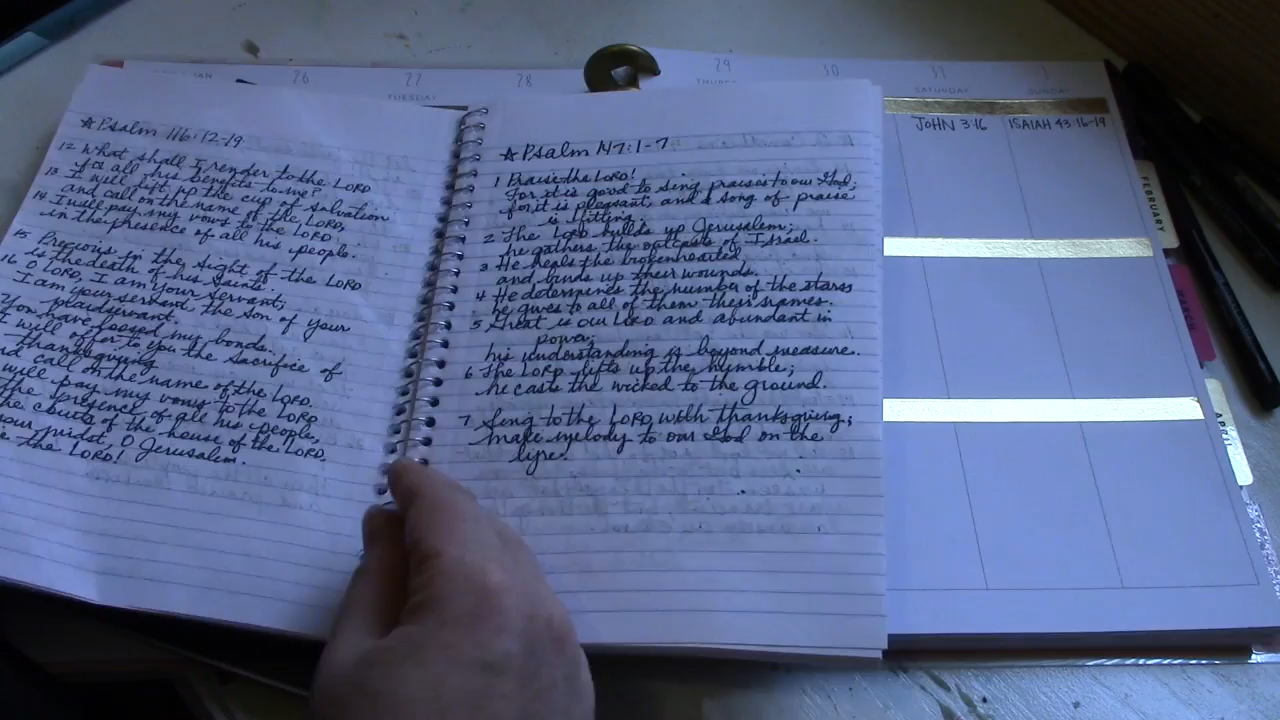 26
27
TUESDAY
28
29
30
31
SATURDAY
1
SUNDAY
☆Psalm 116:12-19
12 What shall I render to the LORD
for all his benefits to me?
13 I will lift up the cup of salvation
and call on the name of the LORD,
14 I will pay my vows to the LORD
in the presence of all his people.
15 Precious in the sight of the LORD
is the death of his saints.
16 O LORD, I am your servant;
I am your servant, the son of your
maidservant.
You have loosed my bonds.
I will offer to you the sacrifice of
thanksgiving
and call on the name of the LORD.
will pay my vows to the LORD
the presence of all his people,
the courts of the house of the LORD,
your midst, O Jerusalem.
the LORD!
☆Psalm 147:1-7
1 Praise the LORD!
For it is good to sing praises to our God;
for it is pleasant, and a song of praise
is fitting.
2 The LORD builds up Jerusalem;
he gathers the outcasts of Israel.
3 He heals the brokenhearted
and binds up their wounds.
4 He determines the number of the stars
he gives to all of them their names.
5 Great is our LORD and abundant in
power;
his understanding is beyond measure.
6 The LORD lifts up the humble;
he casts the wicked to the ground.
7 Sing to the LORD with thanksgiving;
make melody to our God on the
lyre.
JOHN 3:16
ISAIAH 43:16-19
FEBRUARY
MARCH
APRIL